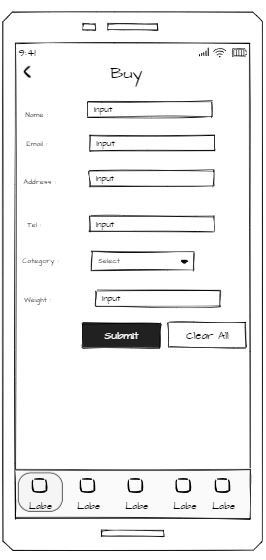 9:41
Buy
Name : Input
Email : Input
Address : Input
Tel : Input
Category : Select
Weight : Input
Submit Clear All
Labe Labe Labe Labe Labe